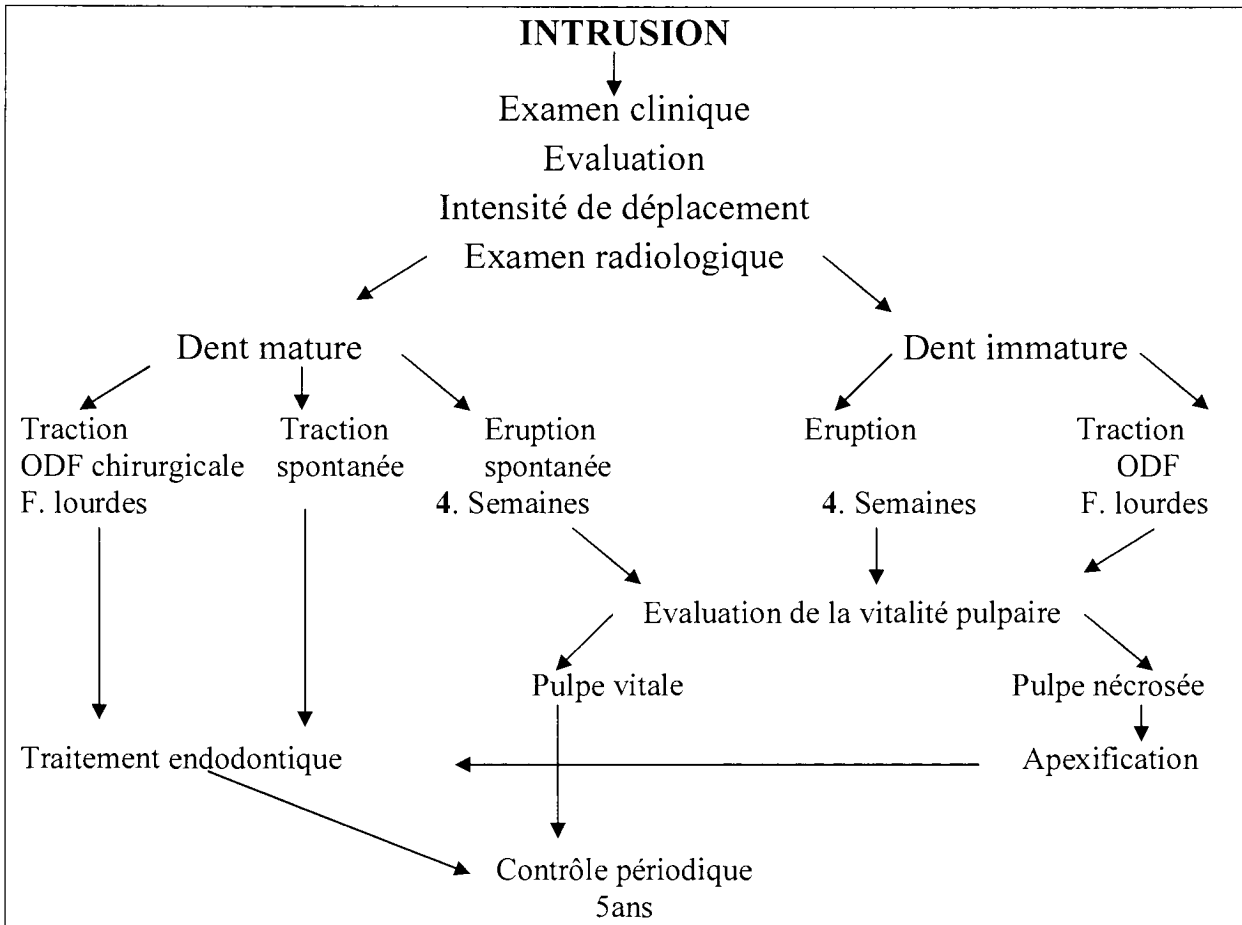 INTRUSION
Examen clinique
Evaluation
Intensité de déplacement
Examen radiologique
Dent mature
Dent immature
Traction
ODF chirurgicale
F. lourdes
Traction
spontanée
Eruption
spontanée
4. Semaines
Eruption
4. Semaines
Traction
ODF
F. lourdes
Evaluation de la vitalité pulpaire
Pulpe vitale
Pulpe nécrosée
Traitement endodontique
Apexification
Contrôle périodique
5ans